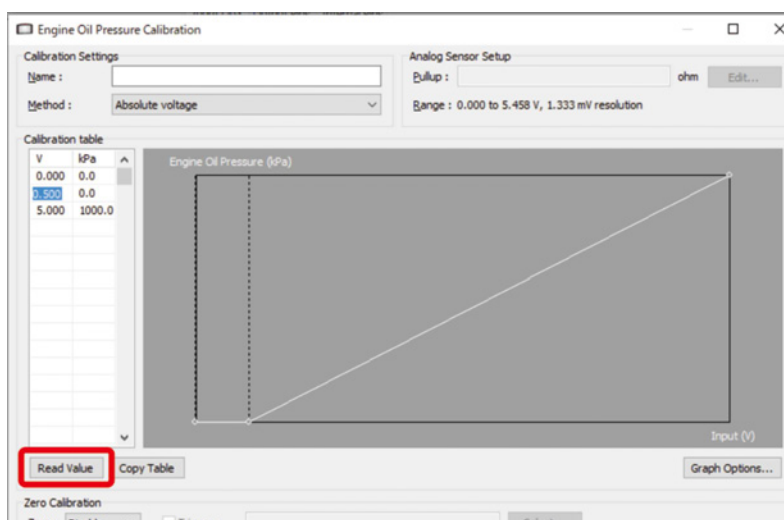 Engine Oil Pressure Calibration
Calibration Settings
Name :
Method : Absolute voltage
Analog Sensor Setup
Pullup : ohm Edit...
Range : 0.000 to 5.458 V, 1.333 mV resolution
Calibration table
V kPa
0.000 0.0
0.500 0.0
5.000 1000.0
Engine Oil Pressure (kPa)
Input (V)
Read Value Copy Table Graph Options...
Zero Calibration